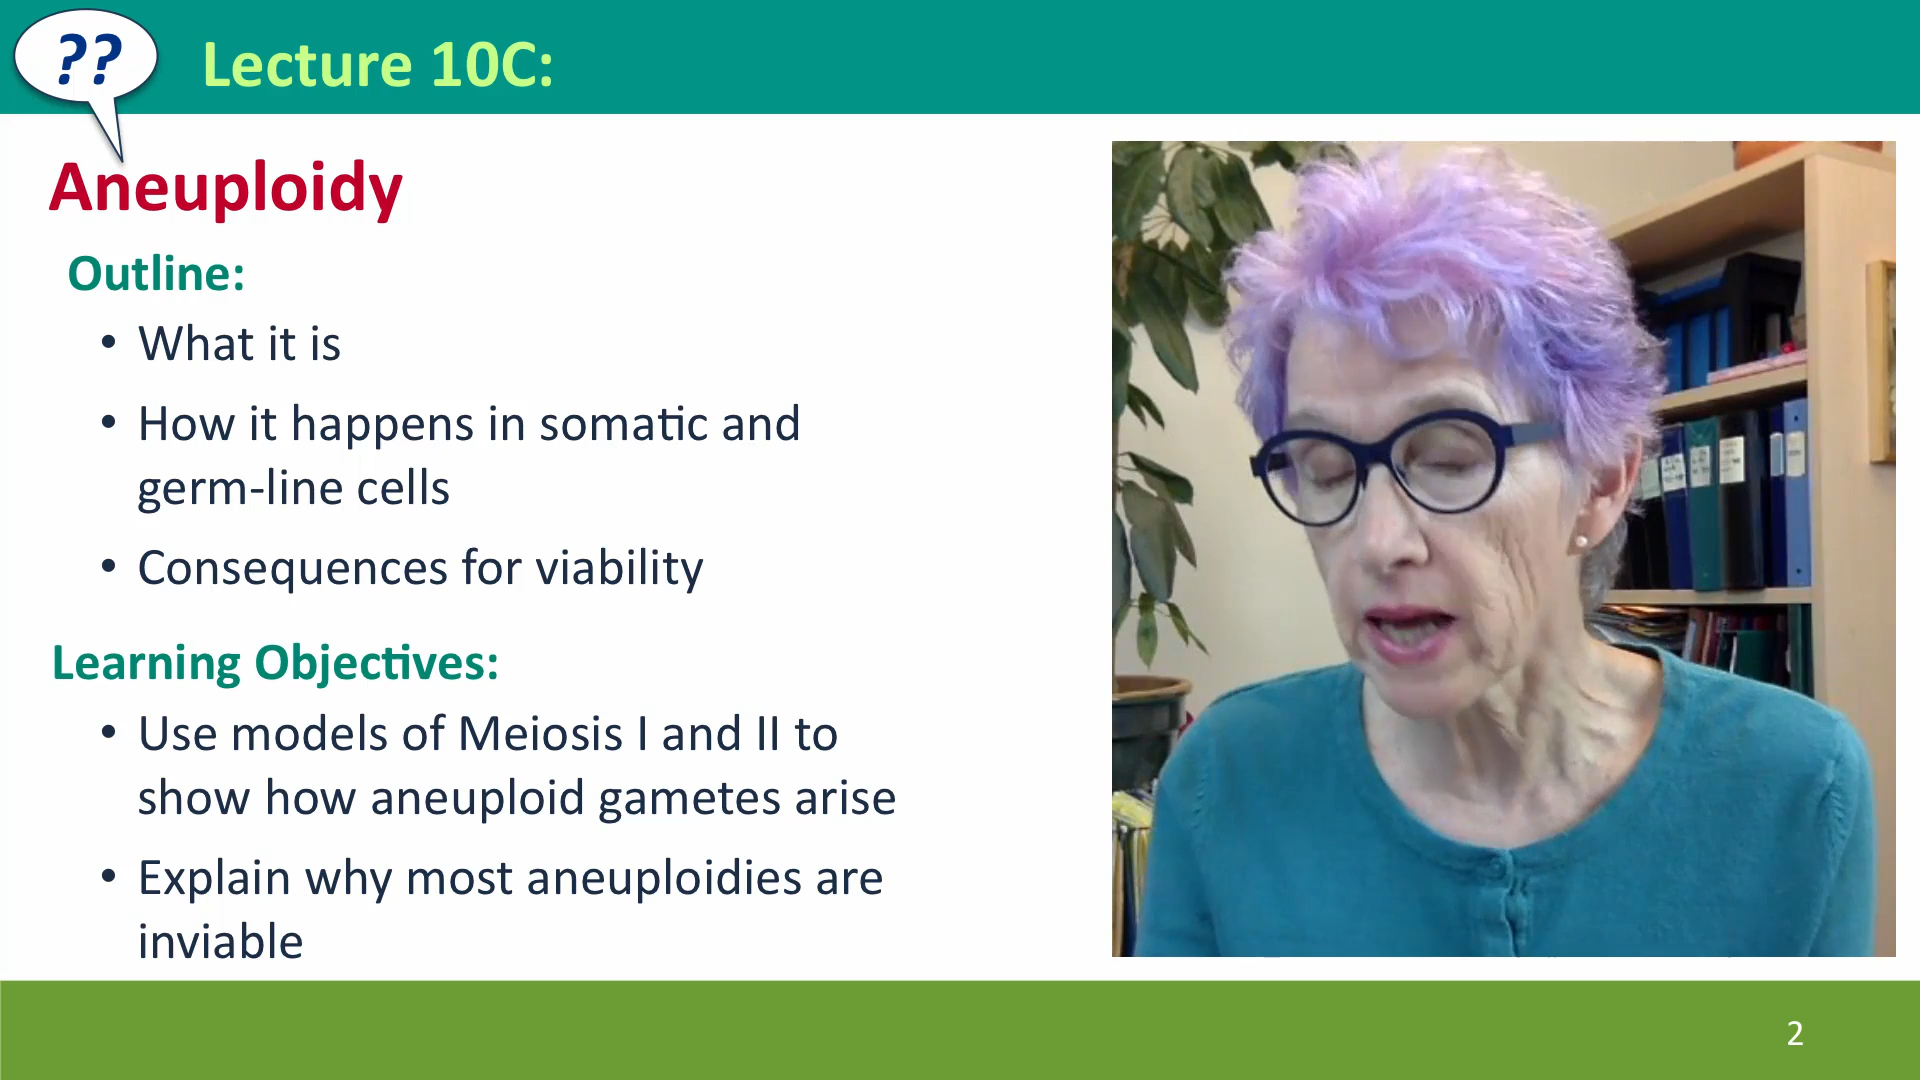 ??
Lecture 10C:
Aneuploidy
Outline:
• What it is
• How it happens in somatic and
germ-line cells
• Consequences for viability
Learning Objectives:
• Use models of Meiosis I and II to
show how aneuploid gametes arise
• Explain why most aneuploidies are
inviable
2